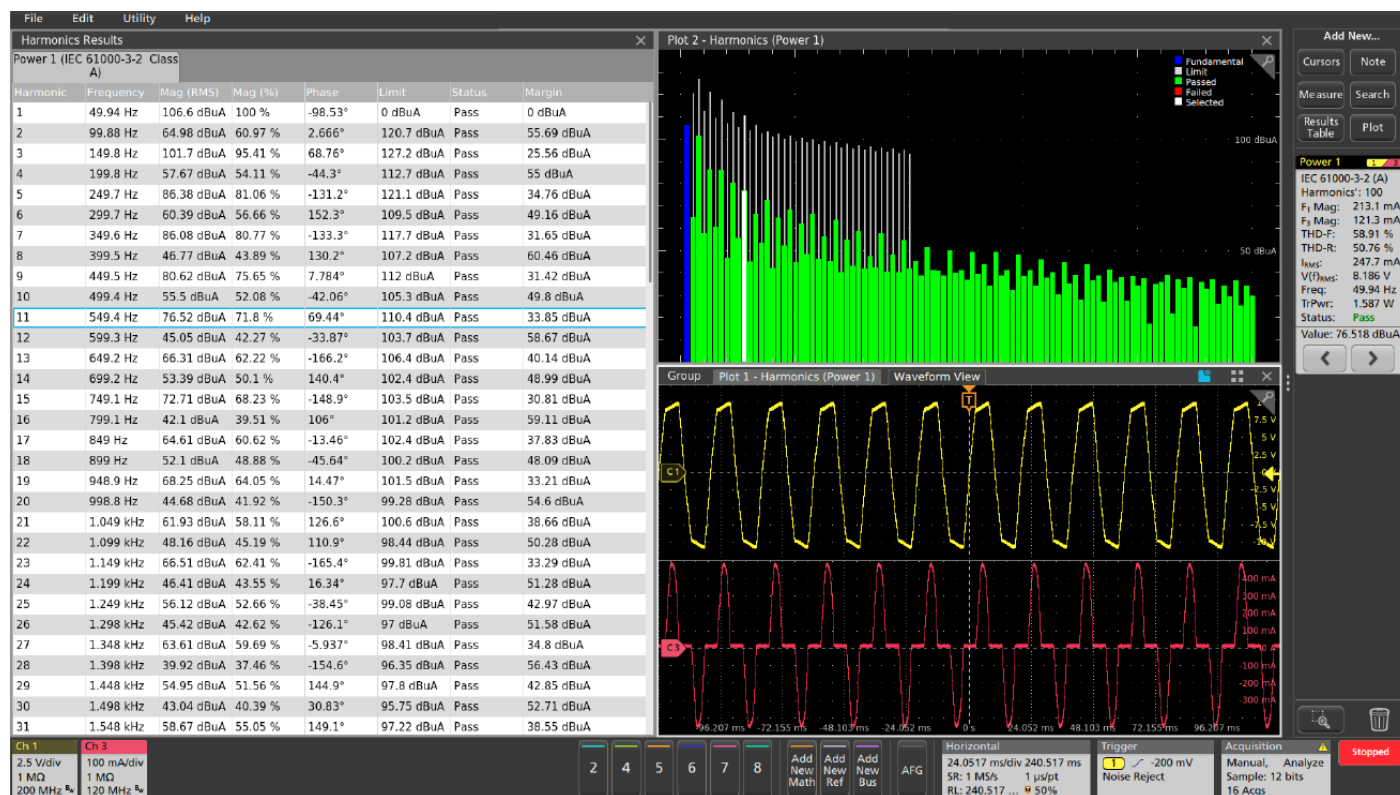 File Edit Utility Help
Harmonics Results
Power 1 (IEC 61000-3-2 Class
A)
Harmonic Frequency Mag (RMS) Mag (%) Phase Limit Status Margin
1 49.94 Hz 106.6 dBuA 100 % -98.53° 0 dBuA Pass 0 dBuA
2 99.88 Hz 64.98 dBuA 60.97 % 2.666° 120.7 dBuA Pass 55.69 dBuA
3 149.8 Hz 101.7 dBuA 95.41 % 68.76° 127.2 dBuA Pass 25.56 dBuA
4 199.8 Hz 57.67 dBuA 54.11 % -44.3° 112.7 dBuA Pass 55 dBuA
5 249.7 Hz 86.38 dBuA 81.06 % -131.2° 121.1 dBuA Pass 34.76 dBuA
6 299.7 Hz 60.39 dBuA 56.66 % 152.3° 109.5 dBuA Pass 49.16 dBuA
7 349.6 Hz 86.08 dBuA 80.77 % -133.3° 117.7 dBuA Pass 31.65 dBuA
8 399.5 Hz 46.77 dBuA 43.89 % 130.2° 107.2 dBuA Pass 60.46 dBuA
9 449.5 Hz 80.62 dBuA 75.65 % 7.784° 112 dBuA Pass 31.42 dBuA
10 499.4 Hz 55.5 dBuA 52.08 % -42.06° 105.3 dBuA Pass 49.8 dBuA
11 549.4 Hz 76.52 dBuA 71.8 % 69.44° 110.4 dBuA Pass 33.85 dBuA
12 599.3 Hz 45.05 dBuA 42.27 % -33.87° 103.7 dBuA Pass 58.67 dBuA
13 649.2 Hz 66.31 dBuA 62.22 % -166.2° 106.4 dBuA Pass 40.14 dBuA
14 699.2 Hz 53.39 dBuA 50.1 % 140.4° 102.4 dBuA Pass 48.99 dBuA
15 749.1 Hz 72.71 dBuA 68.23 % -148.9° 103.5 dBuA Pass 30.81 dBuA
16 799.1 Hz 42.1 dBuA 39.51 % 106° 101.2 dBuA Pass 59.11 dBuA
17 849 Hz 64.61 dBuA 60.62 % -13.46° 102.4 dBuA Pass 37.83 dBuA
18 899 Hz 52.1 dBuA 48.88 % -45.64° 100.2 dBuA Pass 48.09 dBuA
19 948.9 Hz 68.25 dBuA 64.05 % 14.47° 101.5 dBuA Pass 33.21 dBuA
20 998.8 Hz 44.68 dBuA 41.92 % -150.3° 99.28 dBuA Pass 54.6 dBuA
21 1.049 kHz 61.93 dBuA 58.11 % 126.6° 100.6 dBuA Pass 38.66 dBuA
22 1.099 kHz 48.16 dBuA 45.19 % 110.9° 98.44 dBuA Pass 50.28 dBuA
23 1.149 kHz 66.51 dBuA 62.41 % -165.4° 99.81 dBuA Pass 33.29 dBuA
24 1.199 kHz 46.41 dBuA 43.55 % 16.34° 97.7 dBuA Pass 51.28 dBuA
25 1.249 kHz 56.12 dBuA 52.66 % -38.45° 99.08 dBuA Pass 42.97 dBuA
26 1.298 kHz 45.42 dBuA 42.62 % -126.1° 97 dBuA Pass 51.58 dBuA
27 1.348 kHz 63.61 dBuA 59.69 % -5.937° 98.41 dBuA Pass 34.8 dBuA
28 1.398 kHz 39.92 dBuA 37.46 % -154.6° 96.35 dBuA Pass 56.43 dBuA
29 1.448 kHz 54.95 dBuA 51.56 % 144.9° 97.8 dBuA Pass 42.85 dBuA
30 1.498 kHz 43.04 dBuA 40.39 % 30.83° 95.75 dBuA Pass 52.71 dBuA
31 1.548 kHz 58.67 dBuA 55.05 % 149.1° 97.22 dBuA Pass 38.55 dBuA
Plot 2 - Harmonics (Power 1)
Fundamental
Limit
Passed
Failed
Selected
100 dBuA
50 dBuA
Group Plot 1 - Harmonics (Power 1) Waveform View
T
7.5 V
5 V
2.5 V
C1
-2.5 V
-5 V
-7.5 V
400 mA
300 mA
200 mA
100 mA
C3
-100 mA
-200 mA
-300 mA
-96.207 ms -72.155 ms -48.103 ms -24.052 ms 0 s 24.052 ms 48.103 ms 72.155 ms 96.207 ms
Add New...
Cursors Note
Measure Search
Results
Table
Plot
Power 1 1 3
IEC 61000-3-2 (A)
Harmonics': 100
F₁ Mag: 213.1 mA
F₃ Mag: 121.3 mA
THD-F: 58.91 %
THD-R: 50.76 %
IRMS: 247.7 mA
V(f)RMS: 8.186 V
Freq: 49.94 Hz
TrPwr: 1.587 W
Status: Pass
Value: 76.518 dBuA
Ch 1
2.5 V/div
1 MΩ
200 MHz Bw
Ch 3
100 mA/div
1 MΩ
120 MHz Bw
2 4 5 6 7 8
Add
New
Math
Add
New
Ref
Add
New
Bus
AFG
Horizontal
24.0517 ms/div 240.517 ms
SR: 1 MS/s 1 µs/pt
RL: 240.517 ... 50%
Trigger
1 -200 mV
Noise Reject
Acquisition
Manual, Analyze
Sample: 12 bits
16 Acqs
Stopped